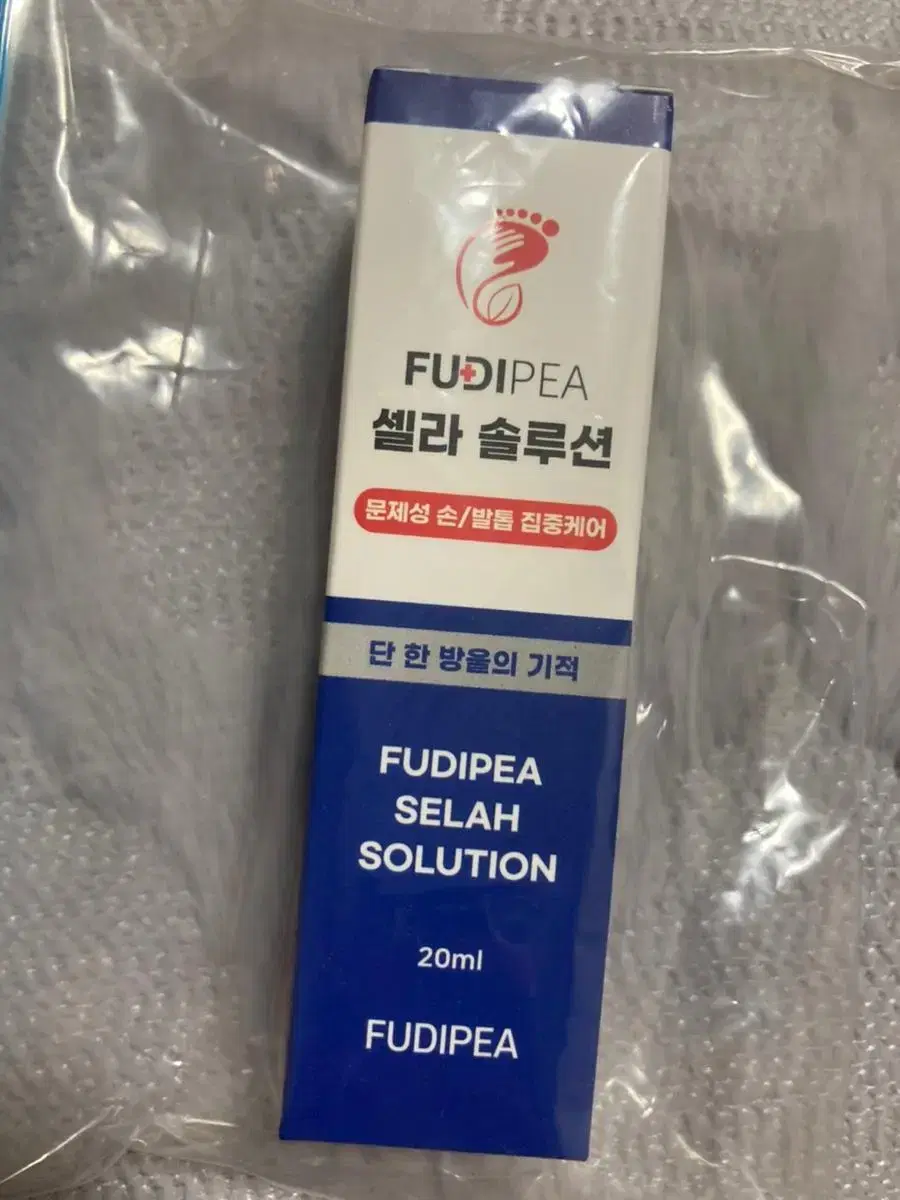 FUDIPEA
셀라 솔루션
문제성 손/발톱 집중케어
단 한 방울의 기적
FUDIPEA
SELAH
SOLUTION
20ml
FUDIPEA